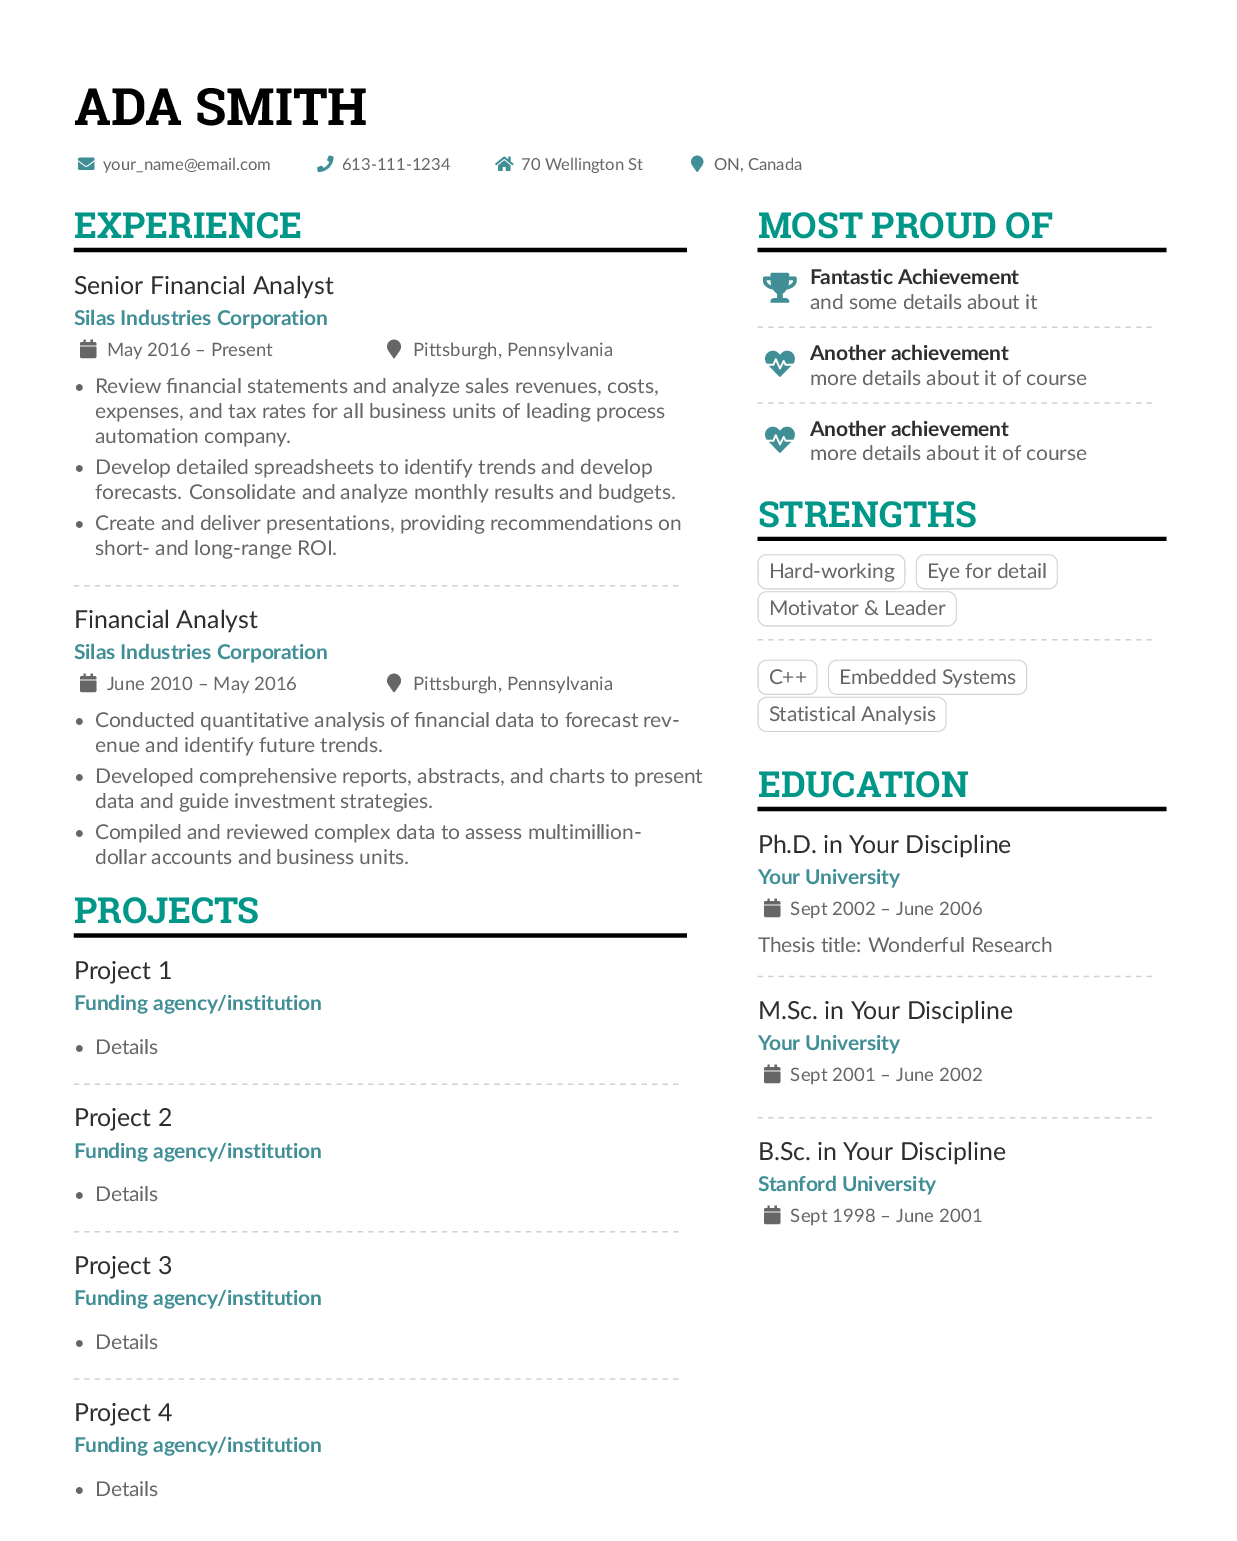 ADA SMITH
your_name@email.com 613-111-1234 70 Wellington St ON, Canada
EXPERIENCE
Senior Financial Analyst
Silas Industries Corporation
May 2016 – Present Pittsburgh, Pennsylvania
• Review financial statements and analyze sales revenues, costs,
expenses, and tax rates for all business units of leading process
automation company.
• Develop detailed spreadsheets to identify trends and develop
forecasts. Consolidate and analyze monthly results and budgets.
• Create and deliver presentations, providing recommendations on
short- and long-range ROI.
Financial Analyst
Silas Industries Corporation
June 2010 – May 2016 Pittsburgh, Pennsylvania
• Conducted quantitative analysis of financial data to forecast rev-
enue and identify future trends.
• Developed comprehensive reports, abstracts, and charts to present
data and guide investment strategies.
• Compiled and reviewed complex data to assess multimillion-
dollar accounts and business units.
PROJECTS
Project 1
Funding agency/institution
• Details
Project 2
Funding agency/institution
• Details
Project 3
Funding agency/institution
• Details
Project 4
Funding agency/institution
• Details
MOST PROUD OF
Fantastic Achievement
and some details about it
Another achievement
more details about it of course
Another achievement
more details about it of course
STRENGTHS
Hard-working Eye for detail
Motivator & Leader
C++ Embedded Systems
Statistical Analysis
EDUCATION
Ph.D. in Your Discipline
Your University
Sept 2002 – June 2006
Thesis title: Wonderful Research
M.Sc. in Your Discipline
Your University
Sept 2001 – June 2002
B.Sc. in Your Discipline
Stanford University
Sept 1998 – June 2001